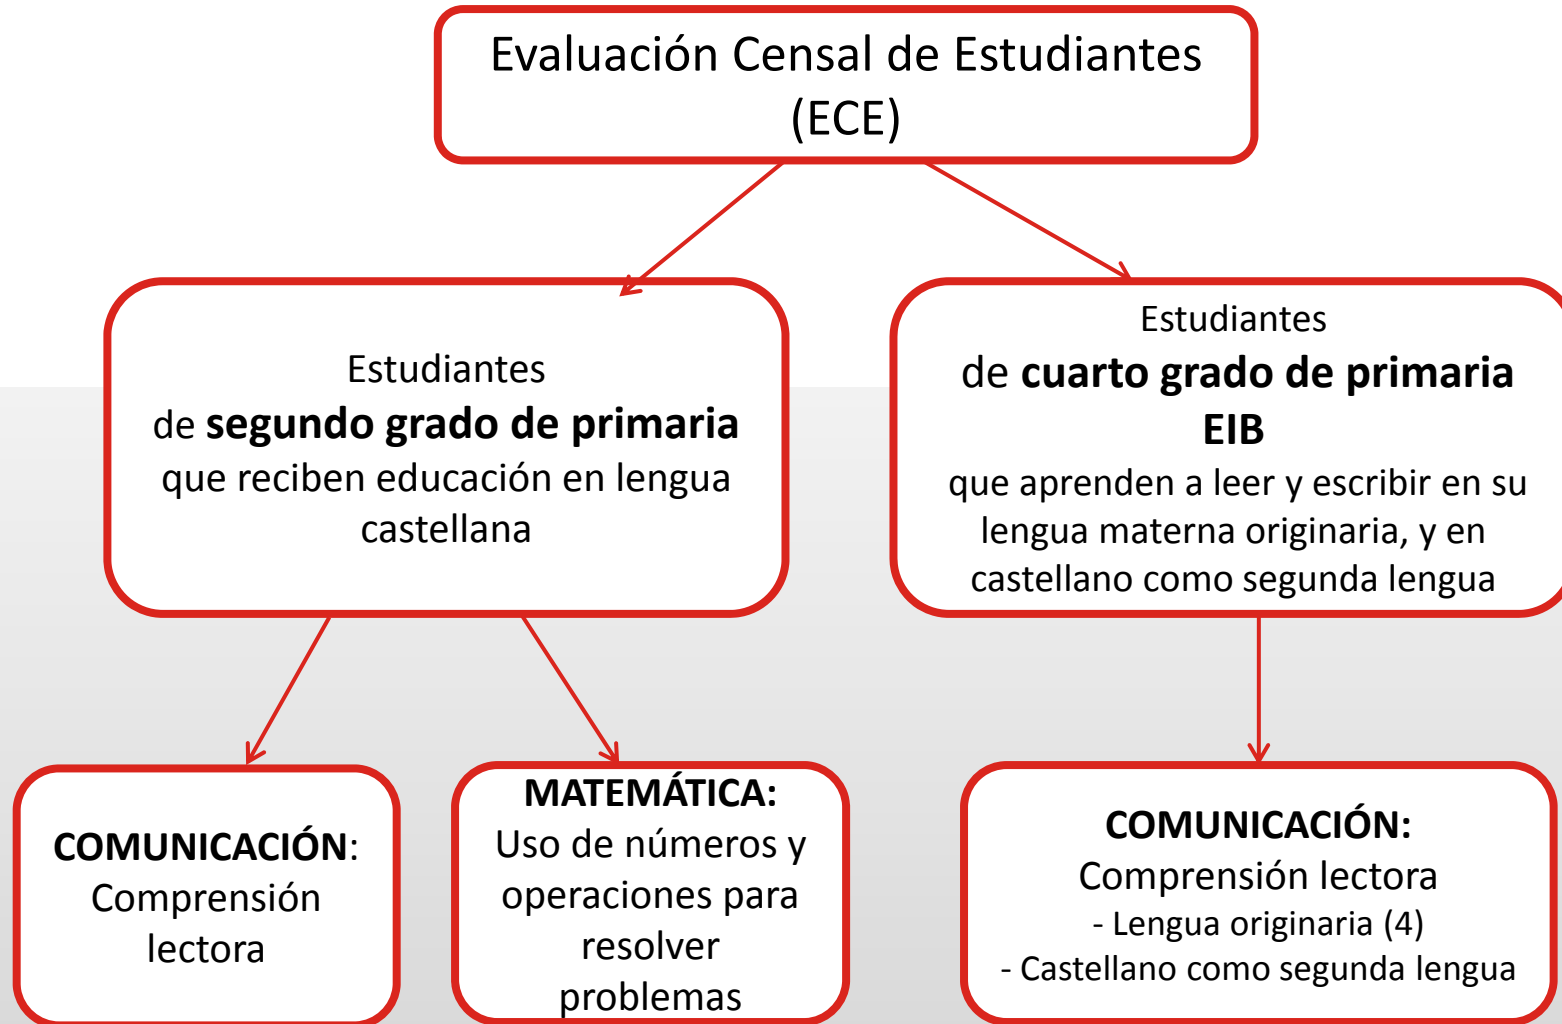 Evaluación Censal de Estudiantes
(ECE)
Estudiantes
de segundo grado de primaria
que reciben educación en lengua
castellana
Estudiantes
de cuarto grado de primaria
EIB
que aprenden a leer y escribir en su
lengua materna originaria, y en
castellano como segunda lengua
COMUNICACIÓN:
Comprensión
lectora
MATEMÁTICA:
Uso de números y
operaciones para
resolver
problemas
COMUNICACIÓN:
Comprensión lectora
- Lengua originaria (4)
- Castellano como segunda lengua